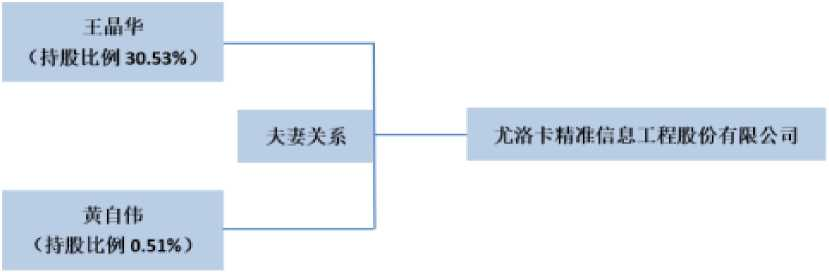 王晶华
（持股比例 30.53%）
夫妻关系
尤洛卡精准信息工程股份有限公司
黄自伟
（持股比例 0.51%）